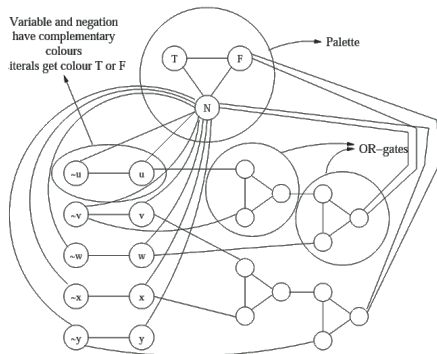 Variable and negation
have complementary
colours
iterals get colour T or F
Palette
T
F
N
OR-gates
~u
u
~v
v
~w
w
~x
x
~y
y